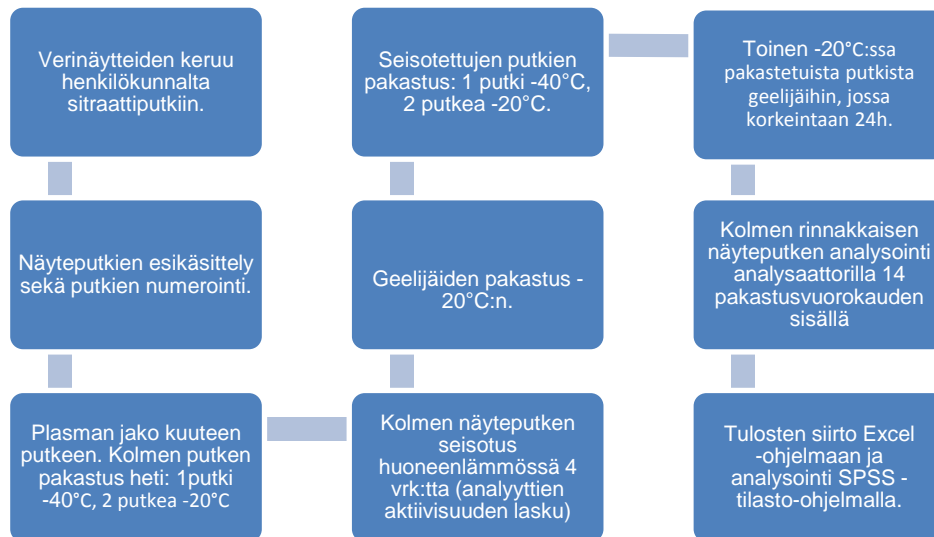 Verinäytteiden keruu
henkilökunnalta
sitraattiputkiin.
Näyteputkien esikäsittely
sekä putkien numerointi.
Plasman jako kuuteen
putkeen. Kolmen putken
pakastus heti: 1putki
-40°C, 2 putkea -20°C
Kolmen näyteputken
seisotus
huoneenlämmössä 4
vrk:tta (analyyttien
aktiivisuuden lasku)
Geelijäiden pakastus -
20°C:n.
Seisotettujen putkien
pakastus: 1 putki -40°C,
2 putkea -20°C.
Toinen -20°C:ssa
pakastetuista putkista
geelijäihin, jossa
korkeintaan 24h.
Kolmen rinnakkaisen
näyteputken analysointi
analysaattorilla 14
pakastusvuorokauden
sisällä
Tulosten siirto Excel
-ohjelmaan ja
analysointi SPSS -
tilasto-ohjelmalla.